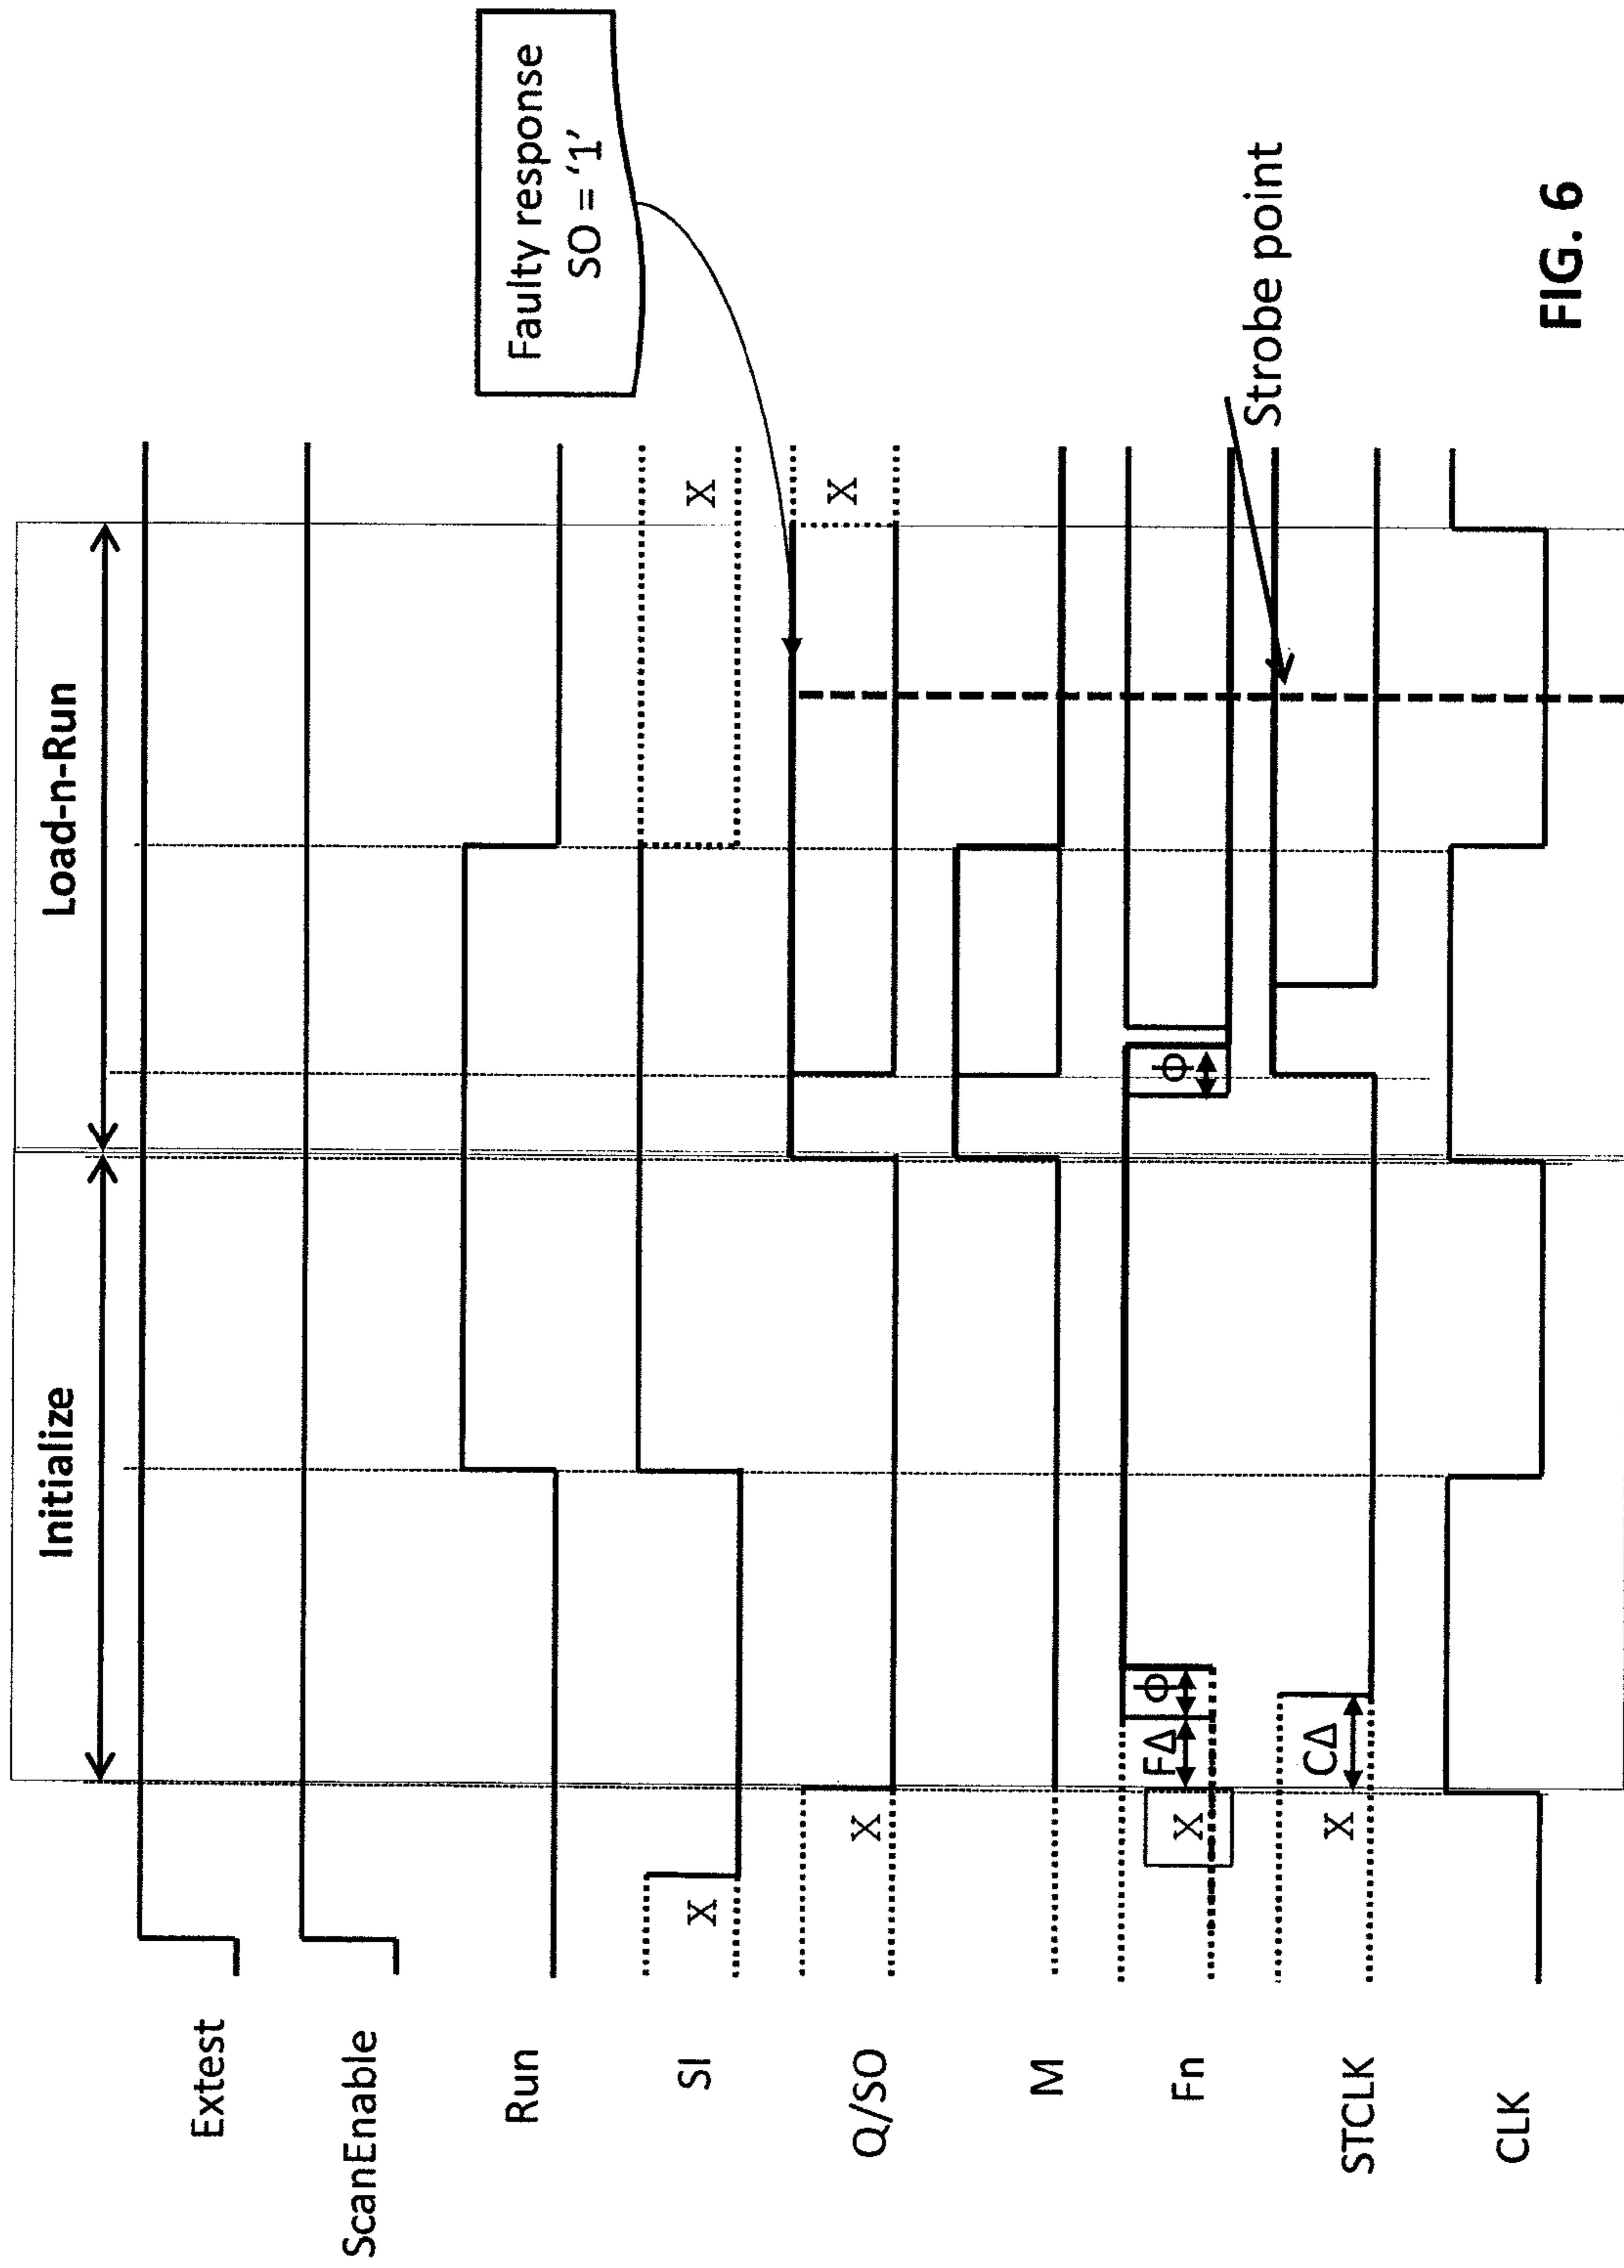 Initialize
Load-n-Run
Extest
ScanEnable
Run
SI
X
X
Faulty response
SO = '1'
Q/SO
X
X
M
Fn
X
FΔ
ϕ
ϕ
STCLK
X
CΔ
Strobe point
CLK
FIG. 6